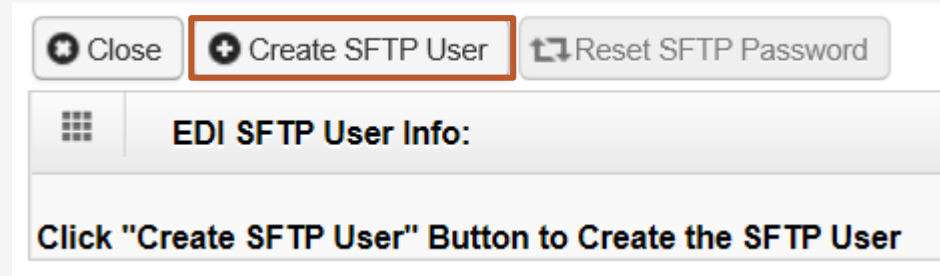 Close Create SFTP User Reset SFTP Password
EDI SFTP User Info:
Click "Create SFTP User" Button to Create the SFTP User